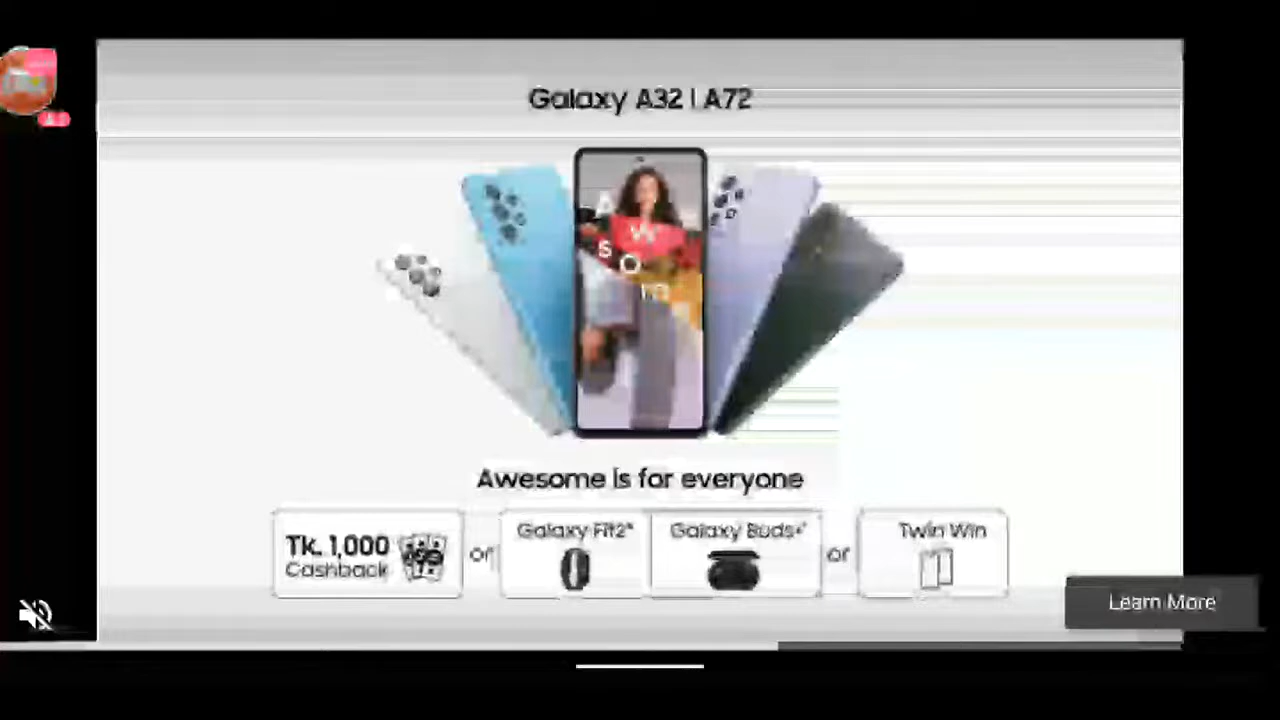 Galaxy A32 | A72
A
W
S O
m
Awesome is for everyone
Tk. 1,000 Cashback or Galaxy Fit2* Galaxy Buds+* or Twin Win
Learn More